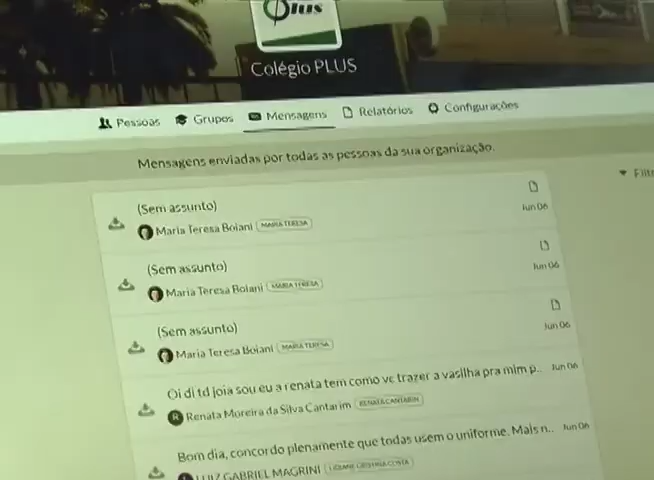 Plus
Colégio PLUS
Pessoas Grupos Mensagens Relatórios Configurações
Mensagens enviadas por todas as pessoas da sua organização.
Filtr
(Sem assunto)
Jun 06
Maria Teresa Boiani MARIA TERESA
(Sem assunto)
Jun 06
Maria Teresa Boiani MARIA TERESA
(Sem assunto)
Jun 06
Maria Teresa Boiani MARIA TERESA
Oi di td joia sou eu a renata tem como vc trazer a vasilha pra mim p... Jun 06
R Renata Moreira da Silva Cantarim RENATA CANTARIN
Bom dia, concordo plenamente que todas usem o uniforme. Mais n... Jun 06
LUIZ GABRIEL MAGRINI CRISTINA COSTA